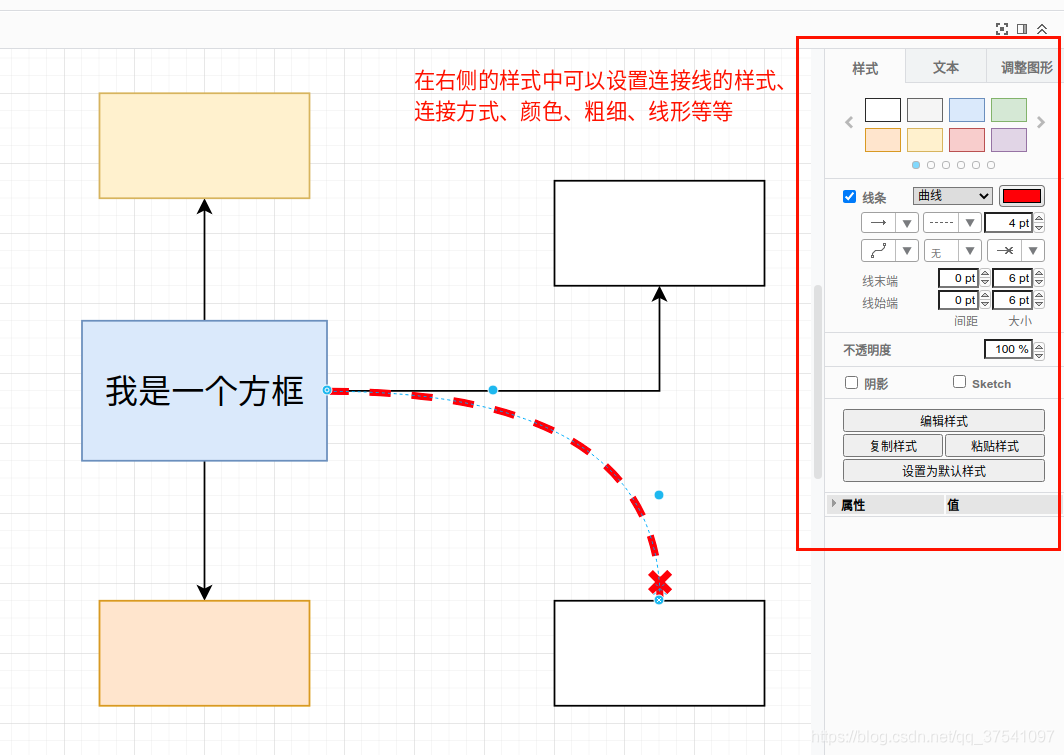 在右侧的样式中可以设置连接线的样式、
连接方式、颜色、粗细、线形等等
我是一个方框
样式 文本 调整图形
线条 曲线
4 pt
无
线末端 0 pt 6 pt
线始端 0 pt 6 pt
间距 大小
不透明度 100 %
阴影 Sketch
编辑样式
复制样式 粘贴样式
设置为默认样式
属性 值
https://blog.csdn.net/qq_37541097